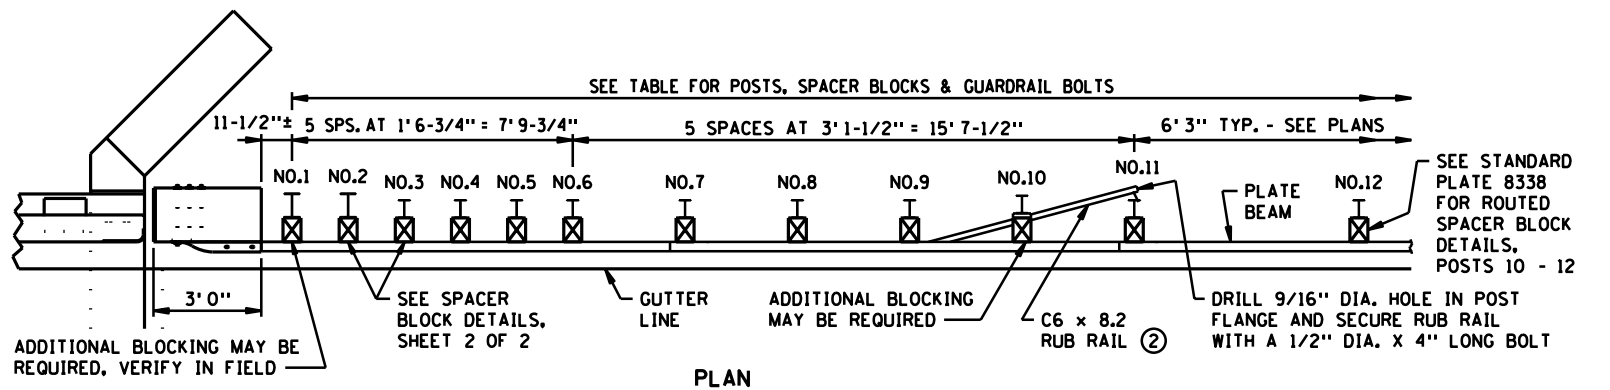 SEE TABLE FOR POSTS, SPACER BLOCKS & GUARDRAIL BOLTS
11-1/2"± 5 SPS. AT 1'6-3/4" = 7'9-3/4"
5 SPACES AT 3'1-1/2" = 15'7-1/2"
6'3" TYP. - SEE PLANS
NO.1
NO.2
NO.3
NO.4
NO.5
NO.6
NO.7
NO.8
NO.9
NO.10
NO.11
NO.12
PLATE
BEAM
SEE STANDARD
PLATE 8338
FOR ROUTED
SPACER BLOCK
DETAILS,
POSTS 10 - 12
3'0"
SEE SPACER
BLOCK DETAILS,
SHEET 2 OF 2
GUTTER
LINE
ADDITIONAL BLOCKING
MAY BE REQUIRED
C6 x 8.2
RUB RAIL 2
DRILL 9/16" DIA. HOLE IN POST
FLANGE AND SECURE RUB RAIL
WITH A 1/2" DIA. X 4" LONG BOLT
ADDITIONAL BLOCKING MAY BE
REQUIRED, VERIFY IN FIELD
PLAN